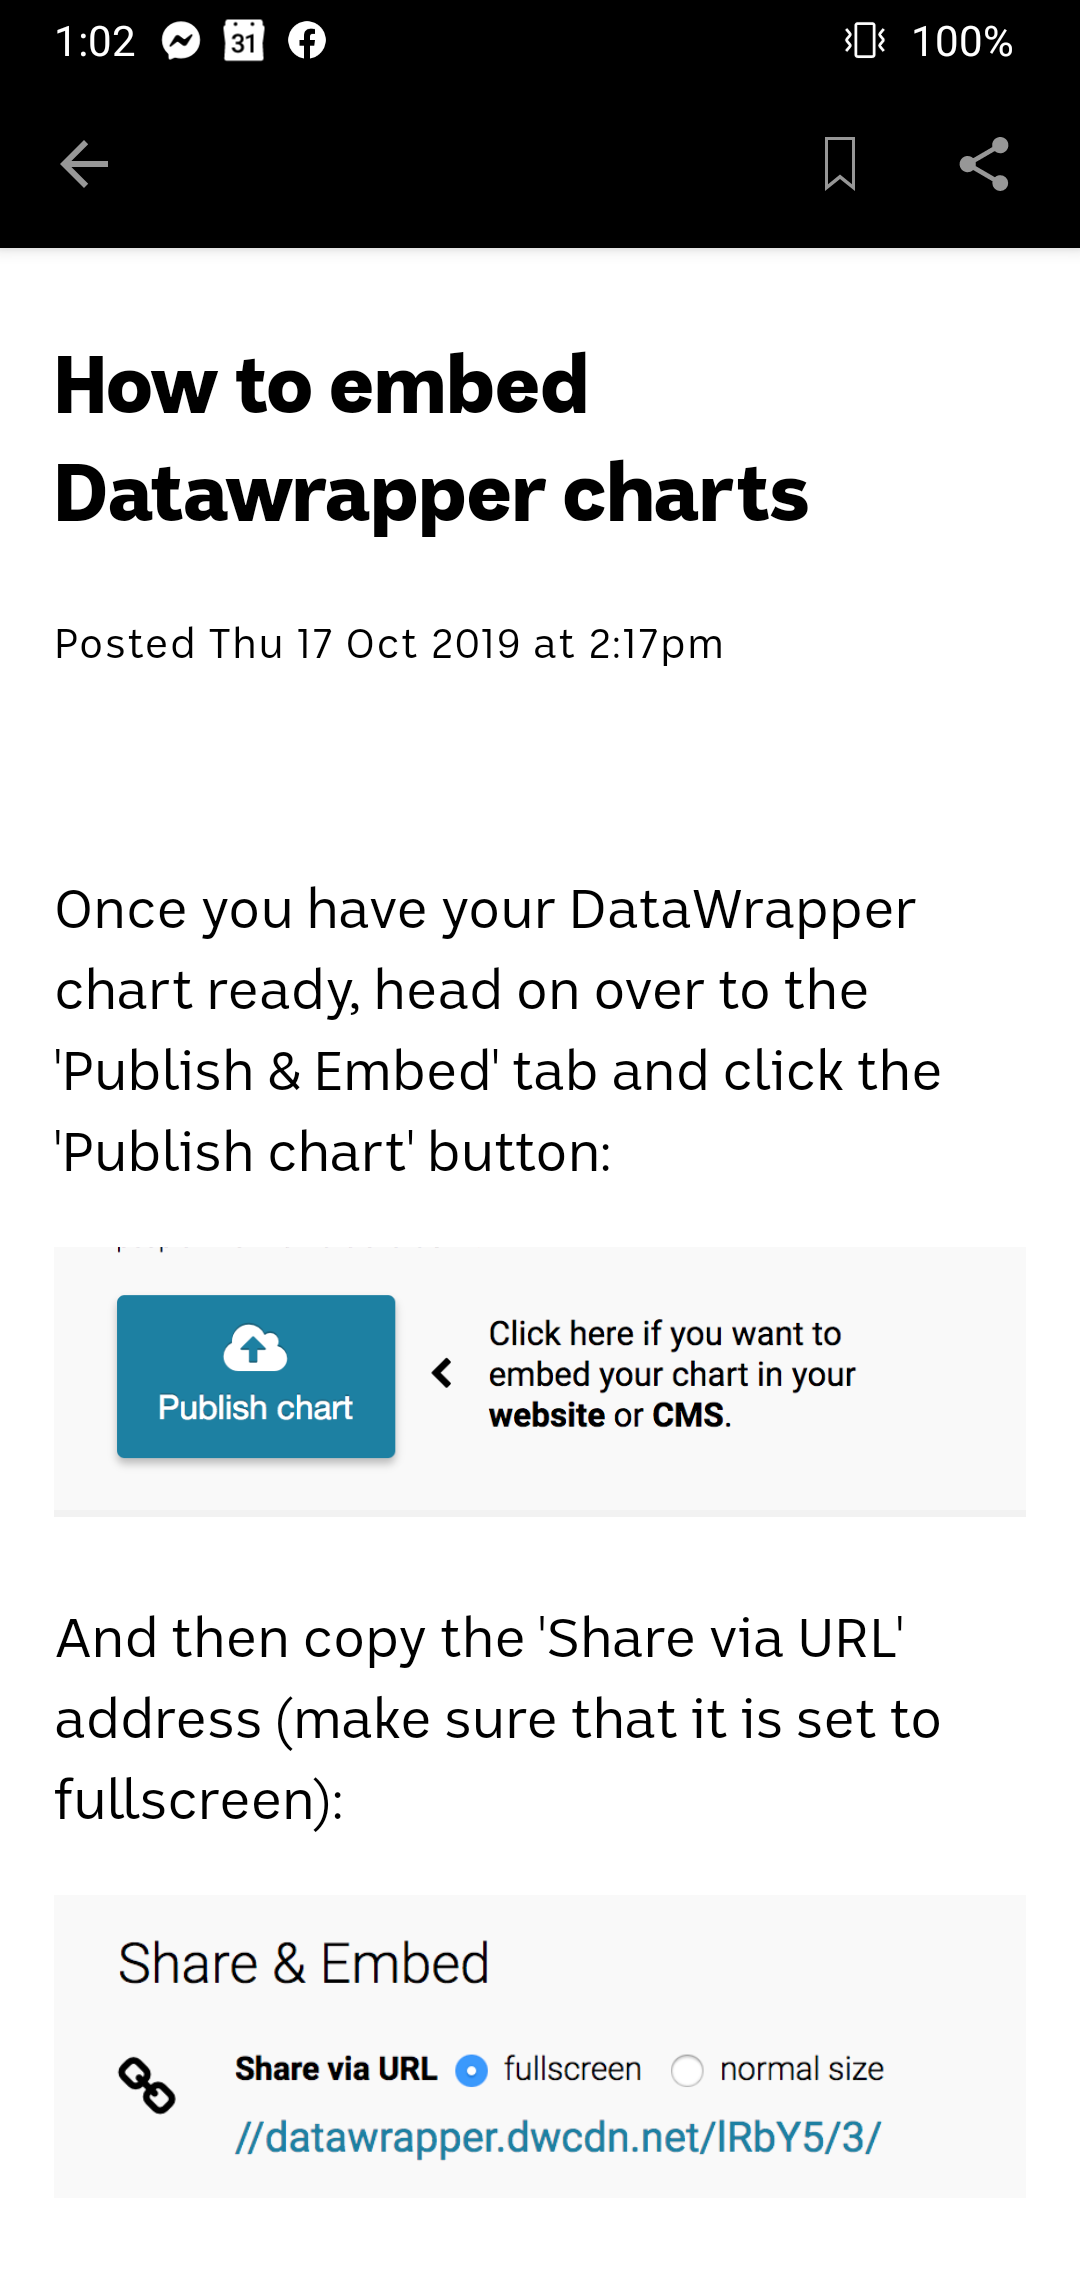 1:02
31
100%
How to embed
Datawrapper charts
Posted Thu 17 Oct 2019 at 2:17pm
Once you have your DataWrapper
chart ready, head on over to the
'Publish & Embed' tab and click the
'Publish chart' button:
Publish chart
Click here if you want to
embed your chart in your
website or CMS.
And then copy the 'Share via URL'
address (make sure that it is set to
fullscreen):
Share & Embed
Share via URL fullscreen normal size
//datawrapper.dwcdn.net/lRbY5/3/